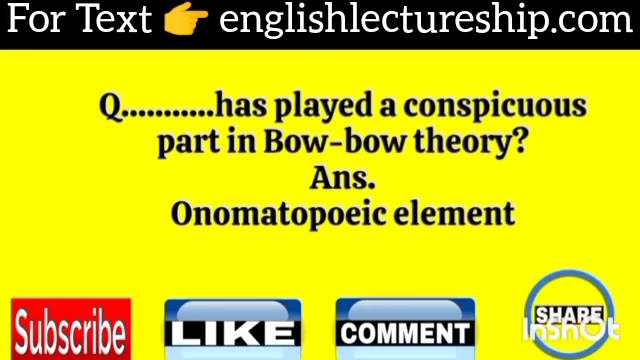 For Text 👉 englishlectureship.com
Q...........has played a conspicuous
part in Bow-bow theory?
Ans.
Onomatopoeic element
Subscribe
LIKE
COMMENT
SHARE
InShOt